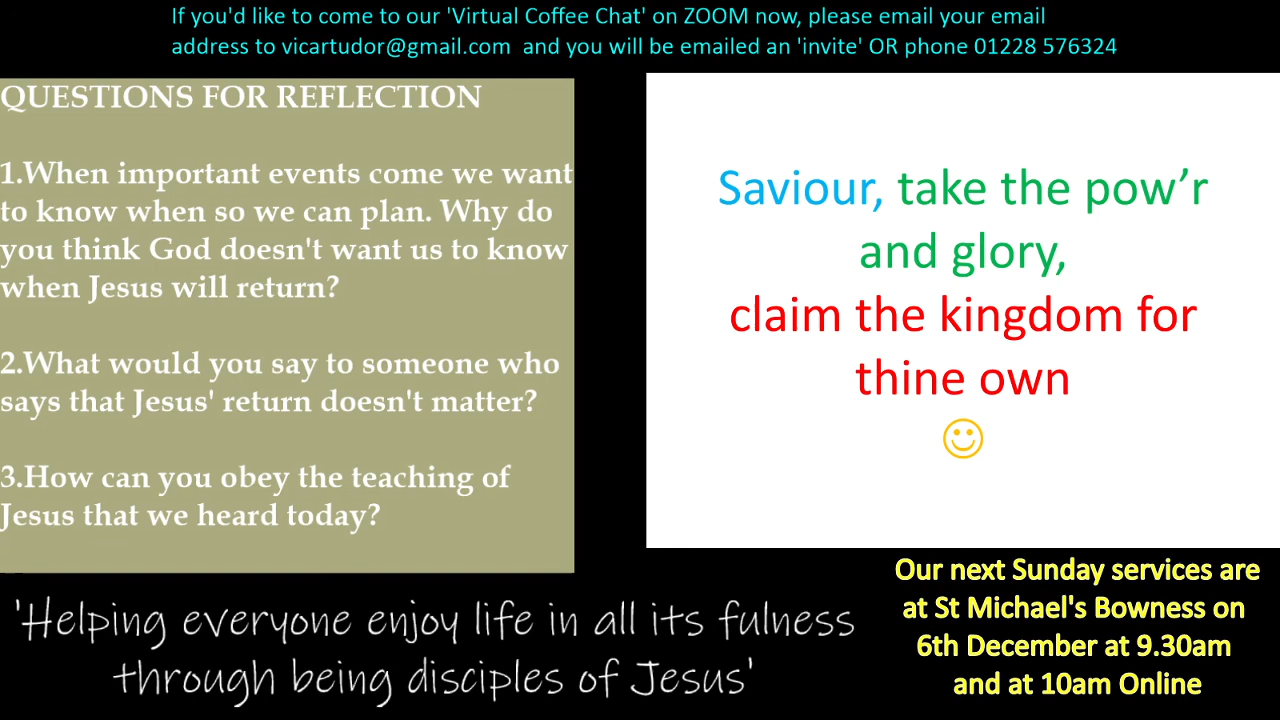 If you'd like to come to our 'Virtual Coffee Chat' on ZOOM now, please email your email
address to vicartudor@gmail.com and you will be emailed an 'invite' OR phone 01228 576324
QUESTIONS FOR REFLECTION
1.When important events come we want
to know when so we can plan. Why do
you think God doesn't want us to know
when Jesus will return?
2.What would you say to someone who
says that Jesus' return doesn't matter?
3.How can you obey the teaching of
Jesus that we heard today?
Saviour, take the pow’r
and glory,
claim the kingdom for
thine own
☺
'Helping everyone enjoy life in all its fulness
through being disciples of Jesus'
Our next Sunday services are
at St Michael's Bowness on
6th December at 9.30am
and at 10am Online